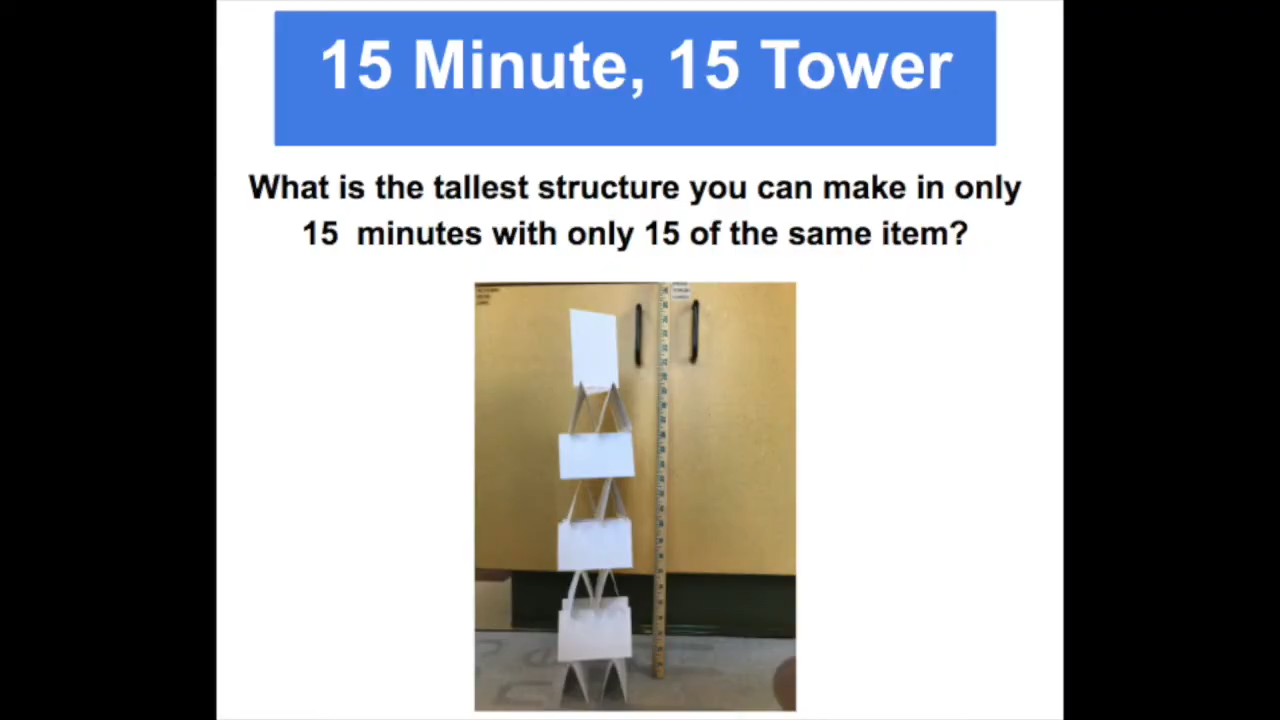 15 Minute, 15 Tower
What is the tallest structure you can make in only
15  minutes with only 15 of the same item?